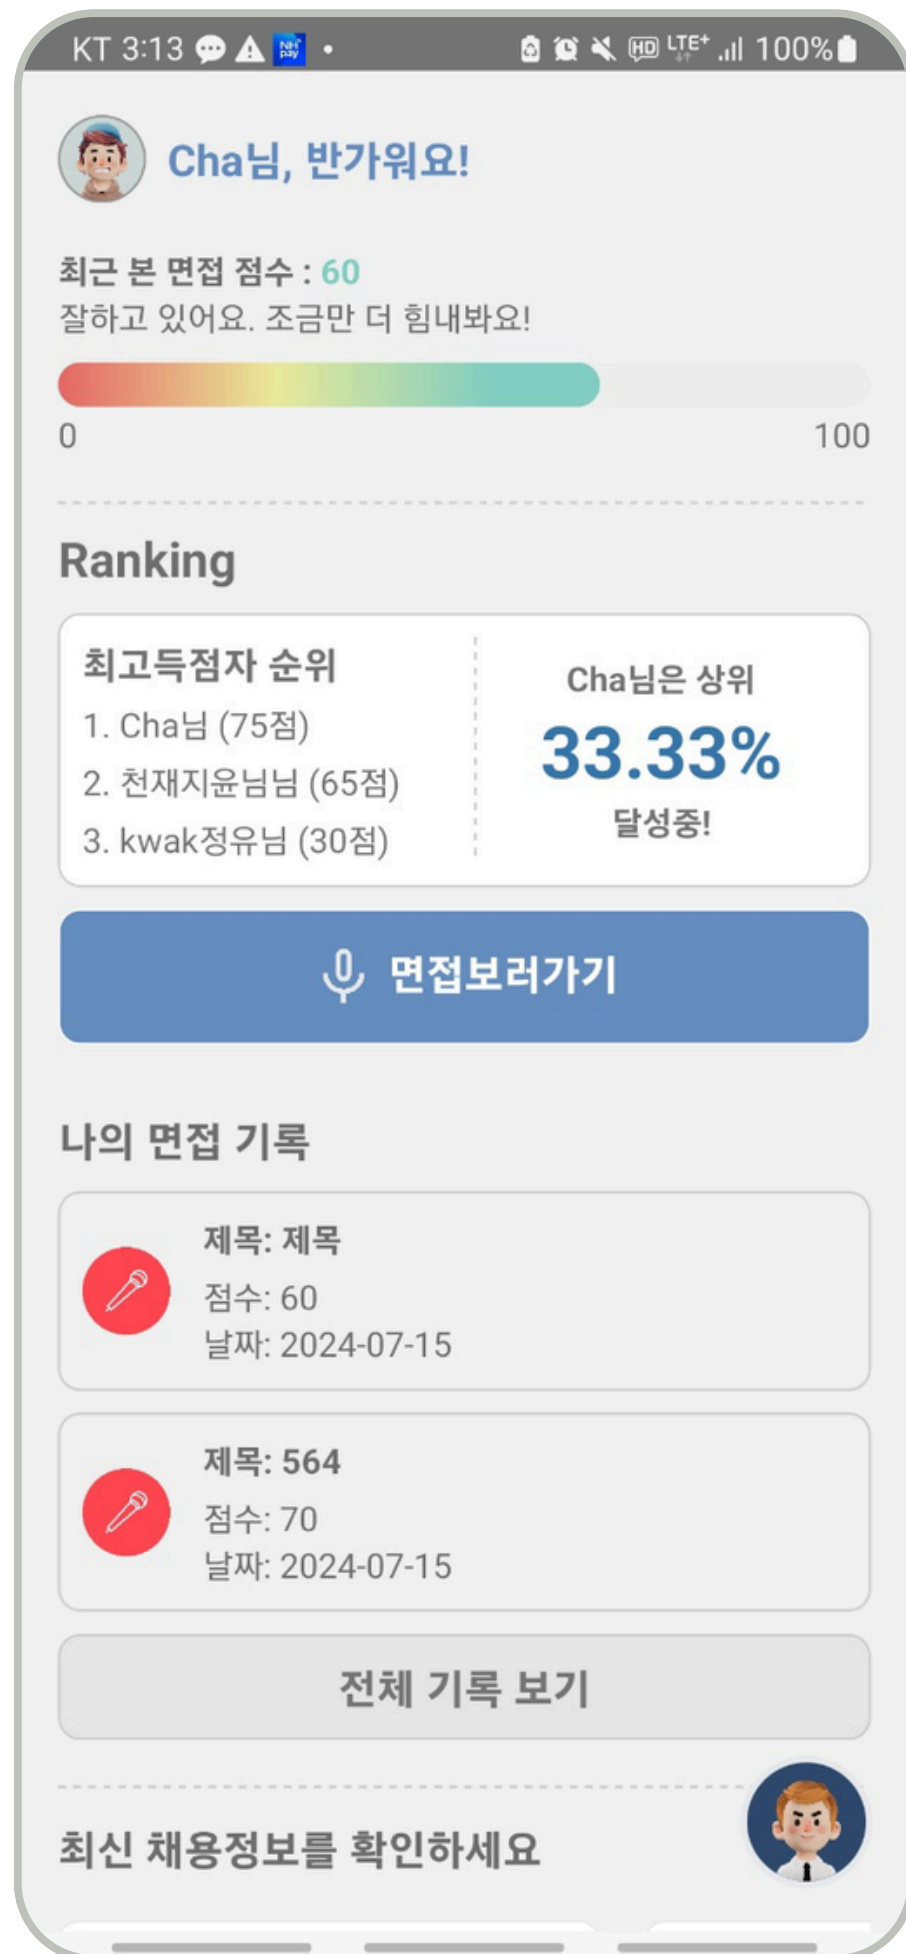 KT 3:13 NH pay HD LTE+ 100%
Cha님, 반가워요!
최근 본 면접 점수 : 60
잘하고 있어요. 조금만 더 힘내봐요!
0 100
Ranking
최고득점자 순위
1. Cha님 (75점)
2. 천재지윤님님 (65점)
3. kwak정유님 (30점)
Cha님은 상위
33.33%
달성중!
면접보러가기
나의 면접 기록
제목: 제목
점수: 60
날짜: 2024-07-15
제목: 564
점수: 70
날짜: 2024-07-15
전체 기록 보기
최신 채용정보를 확인하세요